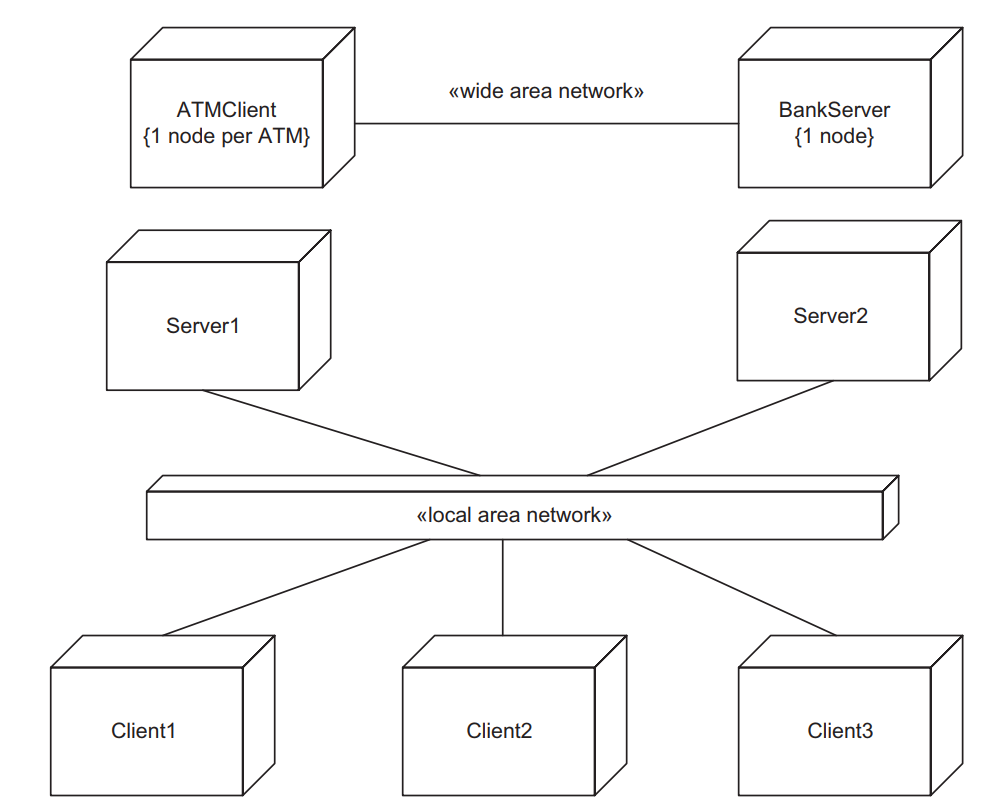 ATMClient
{1 node per ATM}
«wide area network»
BankServer
{1 node}
Server1
Server2
«local area network»
Client1
Client2
Client3